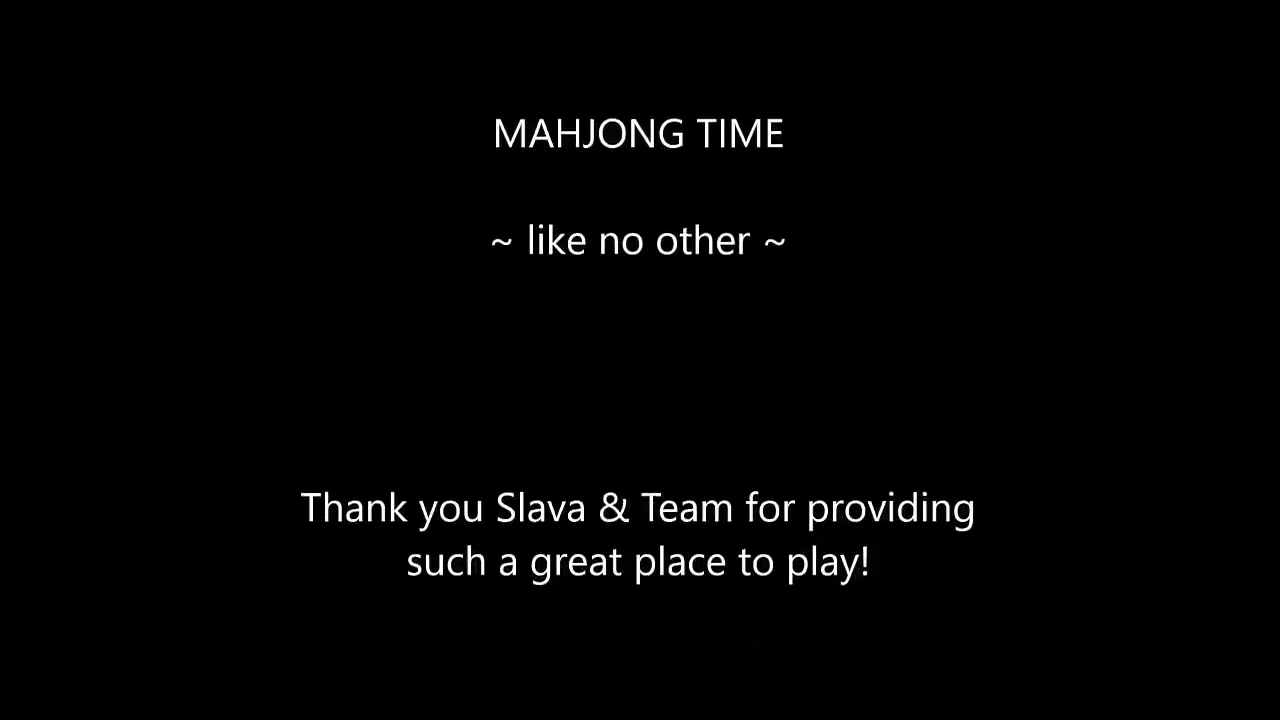 MAHJONG TIME
~ like no other ~
Thank you Slava & Team for providing
such a great place to play!